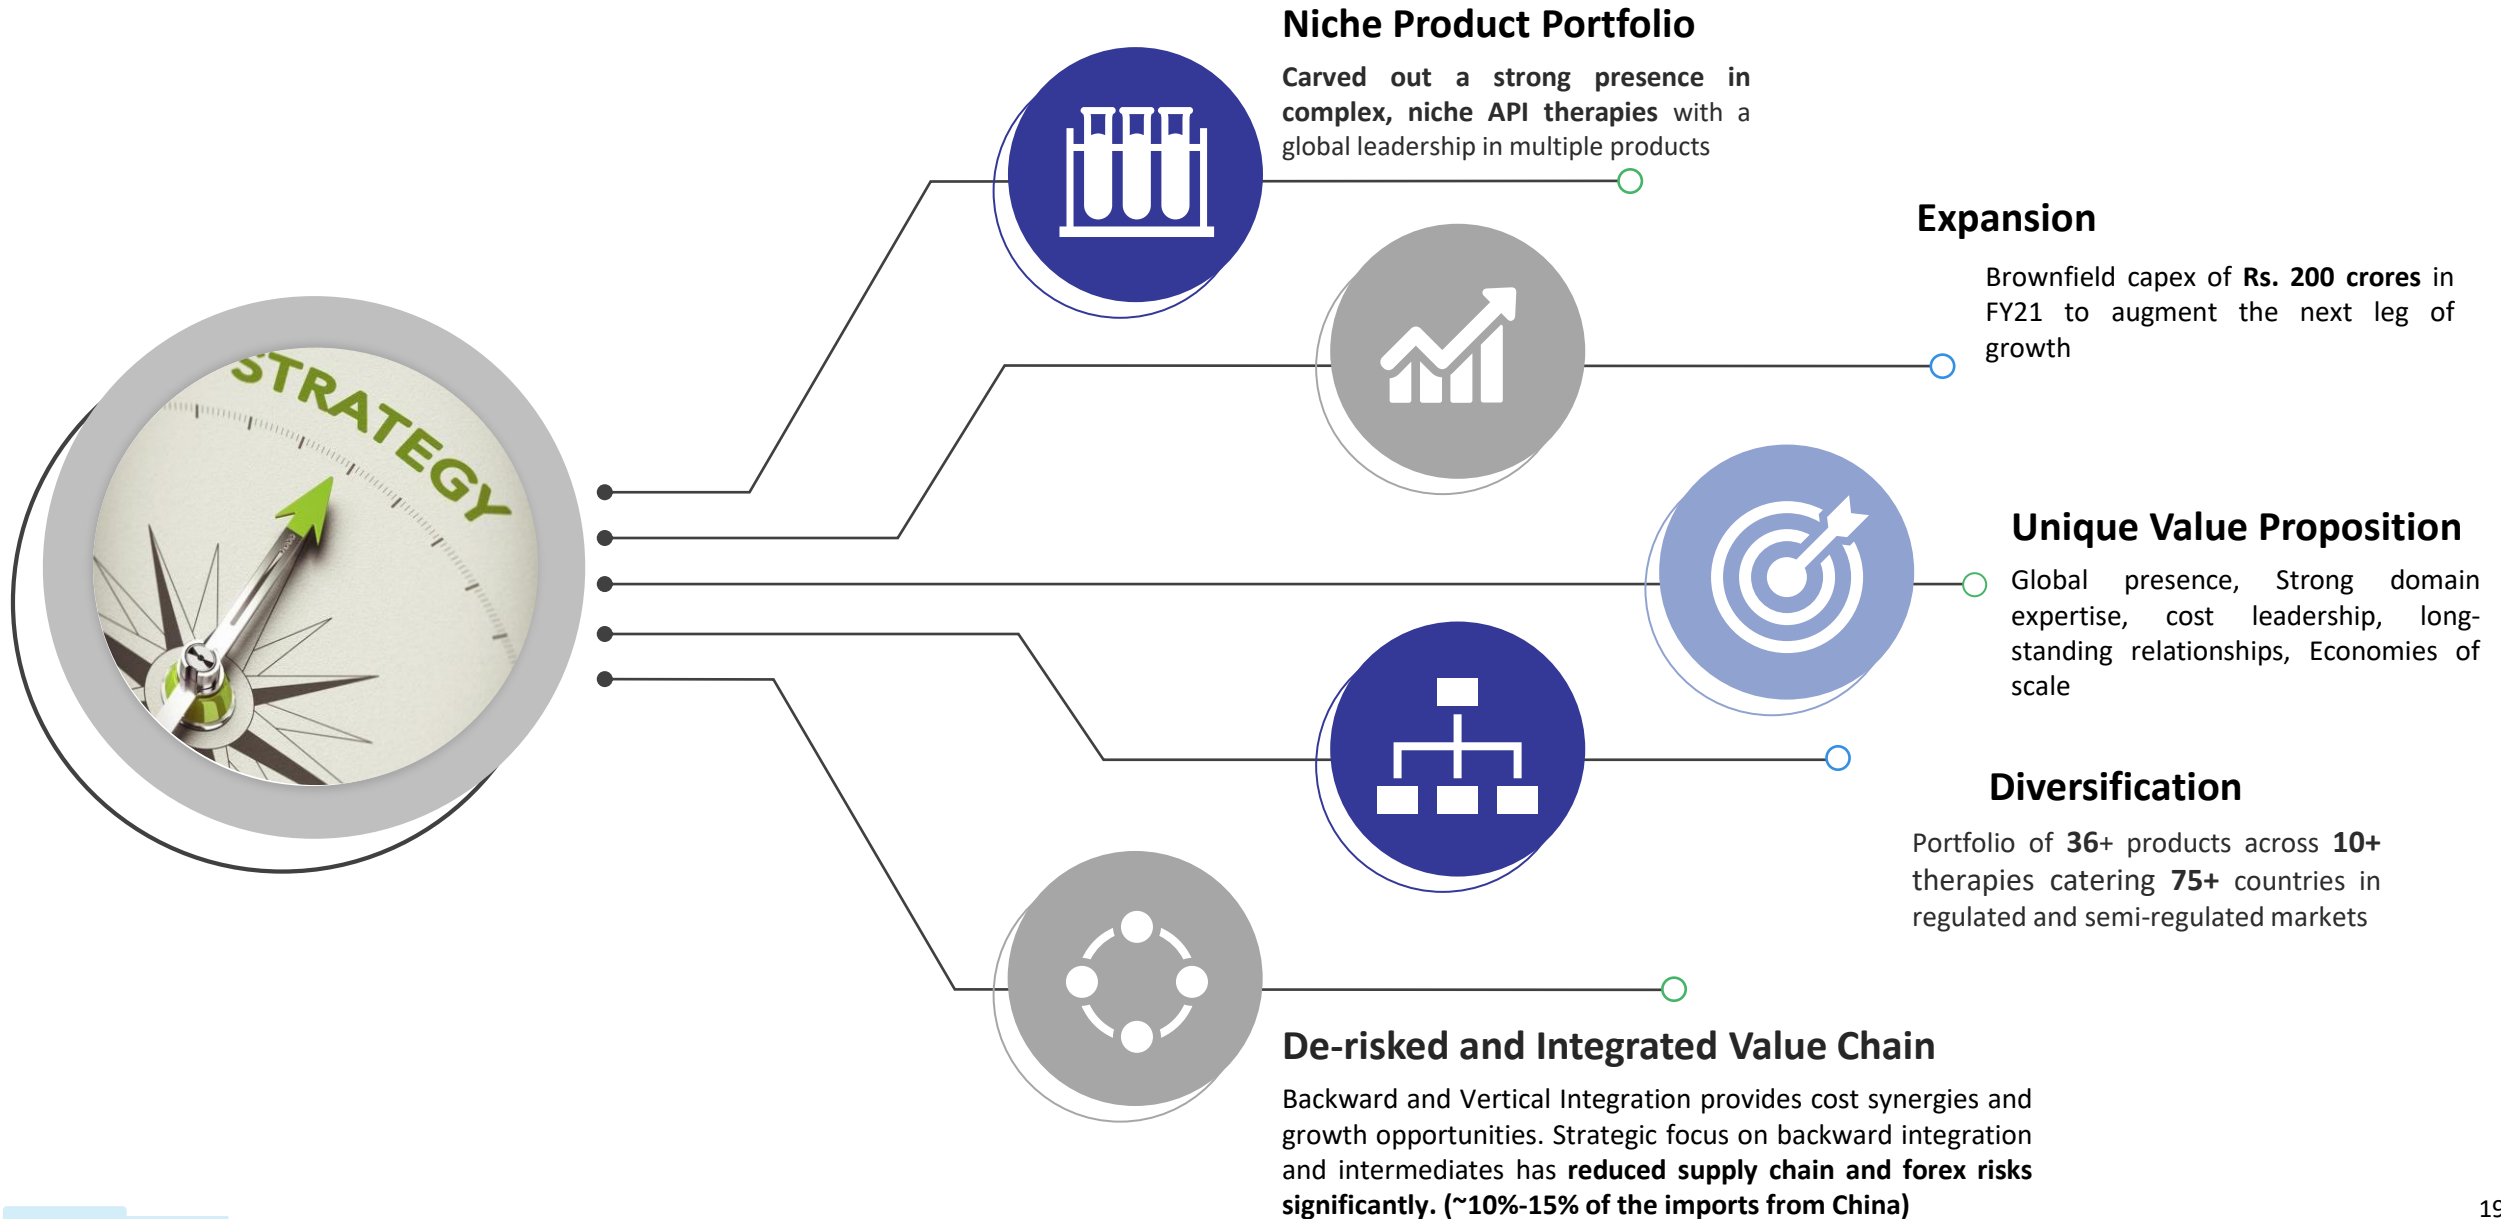 Niche Product Portfolio
Carved out a strong presence in
complex, niche API therapies with a
global leadership in multiple products
Expansion
Brownfield capex of Rs. 200 crores in
FY21 to augment the next leg of
growth
STRATEGY
Unique Value Proposition
Global presence, Strong domain
expertise, cost leadership, long-
standing relationships, Economies of
scale
Diversification
Portfolio of 36+ products across 10+
therapies catering 75+ countries in
regulated and semi-regulated markets
De-risked and Integrated Value Chain
Backward and Vertical Integration provides cost synergies and
growth opportunities. Strategic focus on backward integration
and intermediates has reduced supply chain and forex risks
significantly. (~10%-15% of the imports from China)
19